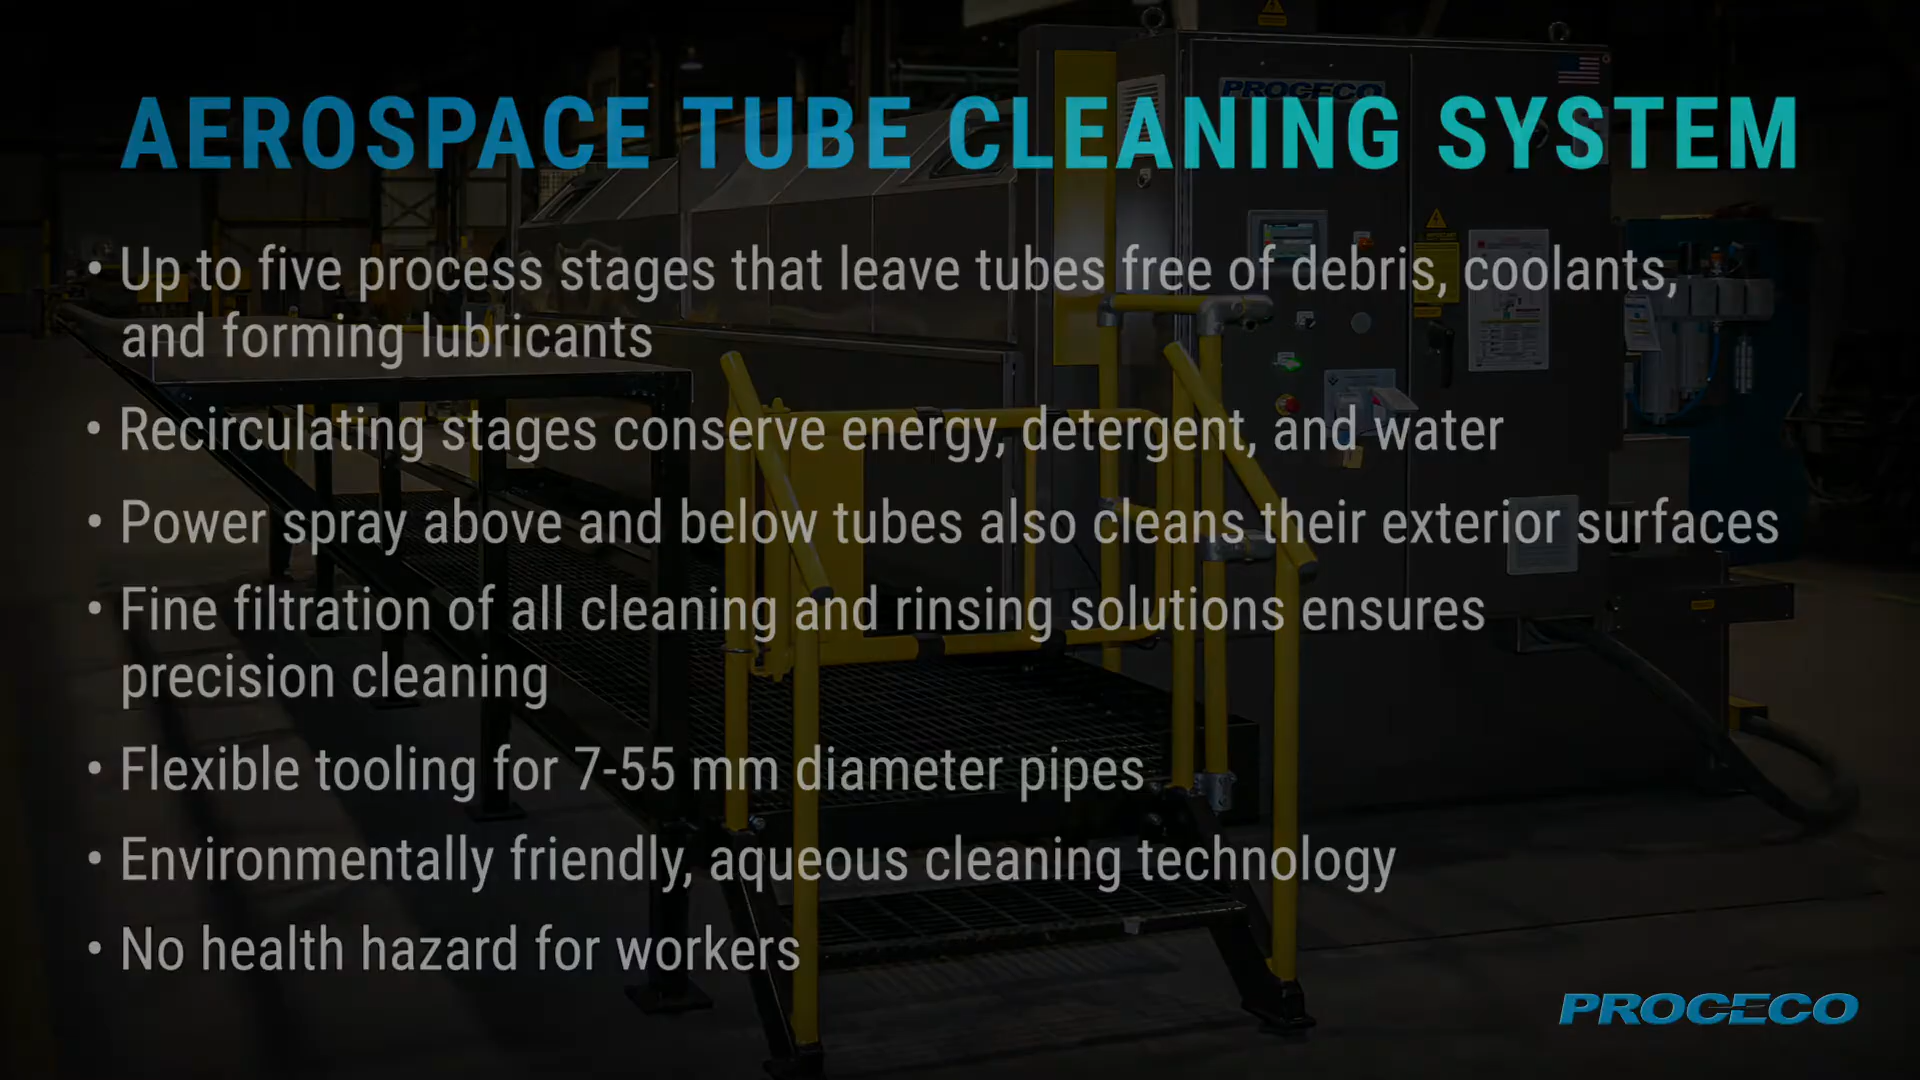 PROCECO
AEROSPACE TUBE CLEANING SYSTEM
• Up to five process stages that leave tubes free of debris, coolants,
and forming lubricants
• Recirculating stages conserve energy, detergent, and water
• Power spray above and below tubes also cleans their exterior surfaces
• Fine filtration of all cleaning and rinsing solutions ensures
precision cleaning
• Flexible tooling for 7-55 mm diameter pipes
• Environmentally friendly, aqueous cleaning technology
• No health hazard for workers
PROCECO